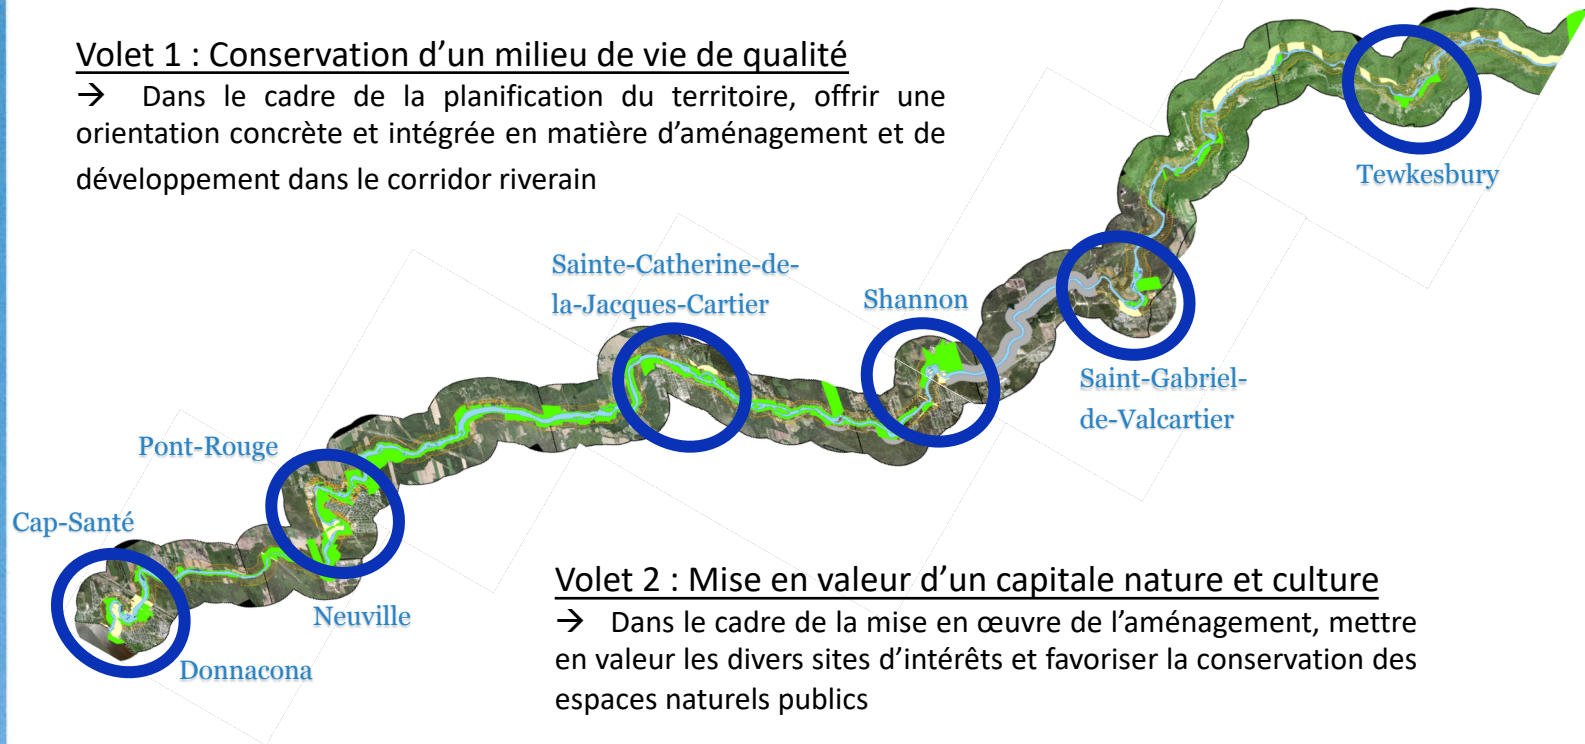 Volet 1 : Conservation d’un milieu de vie de qualité
→ Dans le cadre de la planification du territoire, offrir une
orientation concrète et intégrée en matière d’aménagement et de
développement dans le corridor riverain
Tewkesbury
Sainte-Catherine-de-
la-Jacques-Cartier
Shannon
Saint-Gabriel-
de-Valcartier
Pont-Rouge
Cap-Santé
Neuville
Donnacona
Volet 2 : Mise en valeur d’un capitale nature et culture
→ Dans le cadre de la mise en œuvre de l’aménagement, mettre
en valeur les divers sites d’intérêts et favoriser la conservation des
espaces naturels publics